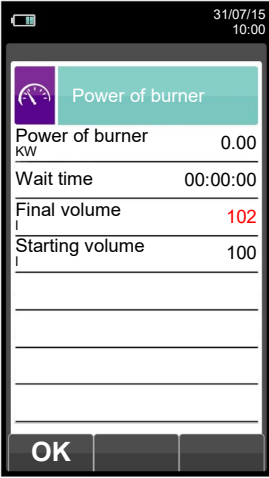 31/07/15
10:00
Power of burner
Power of burner 0.00
KW
Wait time 00:00:00
Final volume 102
l
Starting volume 100
l
OK